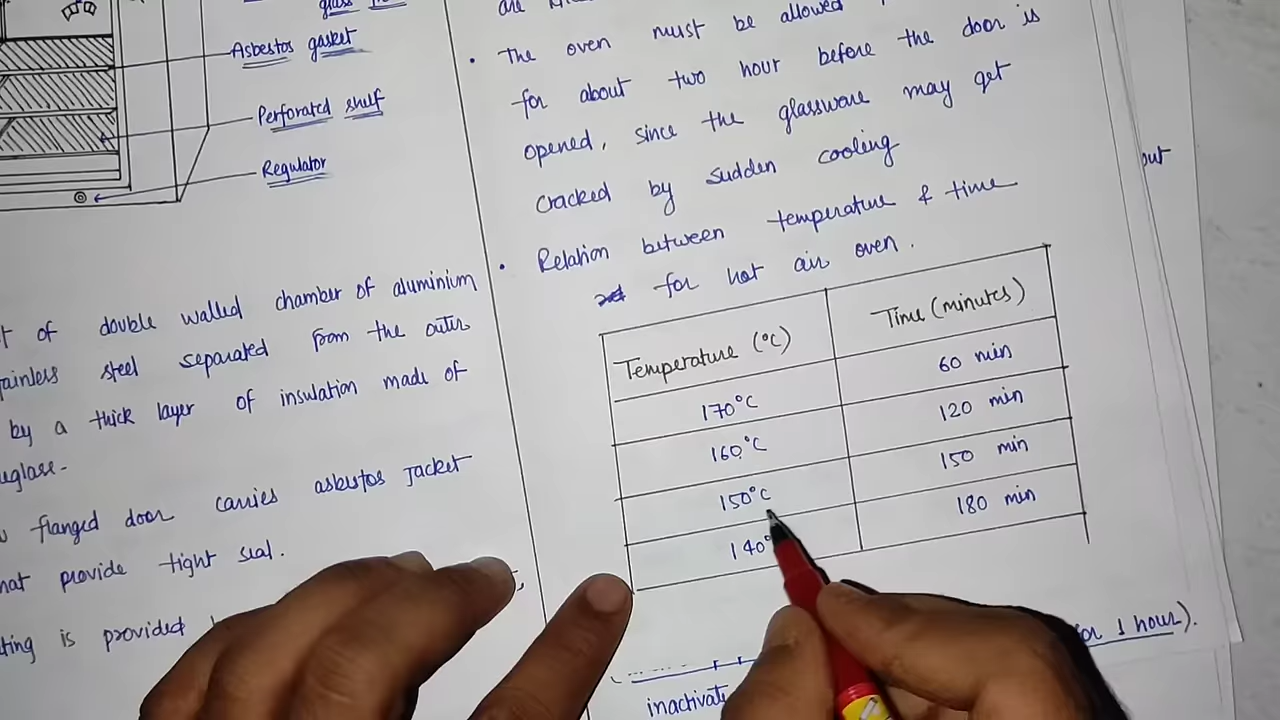 Asbestos gasket
Perforated shelf
Regulator
of double walled chamber of aluminium
steel separated from the outer
by a thick layer of insulation made of
flanged door carries asbestos Jacket
provide tight seal.
is provided
are
• The oven must be allowed
for about two hour before the door is
opened, since the glassware may get
cracked by sudden cooling
• Relation between temperature & time
for hot air oven.
Temperature (°C) Time (minutes)
170°C 60 min
160°C 120 min
150°C 150 min
140° 180 min
for 1 hour).
inactivate
out